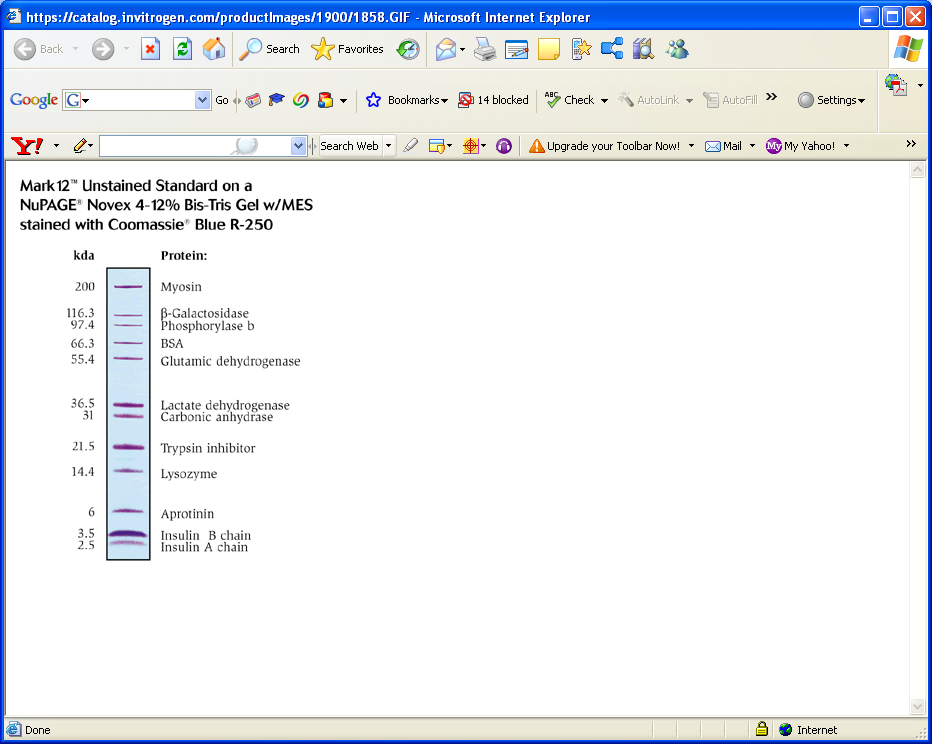 https://catalog.invitrogen.com/productImages/1900/1858.GIF - Microsoft Internet Explorer
Back Search Favorites
Google G Go Bookmarks 14 blocked ABC Check AutoLink AutoFill >> Settings
Y! Search Web Upgrade your Toolbar Now! Mail My My Yahoo! >>
Mark12™ Unstained Standard on a
NuPAGE® Novex 4-12% Bis-Tris Gel w/MES
stained with Coomassie® Blue R-250
kda Protein:
200 Myosin
116.3 β-Galactosidase
97.4 Phosphorylase b
66.3 BSA
55.4 Glutamic dehydrogenase
36.5 Lactate dehydrogenase
31 Carbonic anhydrase
21.5 Trypsin inhibitor
14.4 Lysozyme
6 Aprotinin
3.5 Insulin B chain
2.5 Insulin A chain
Done Internet